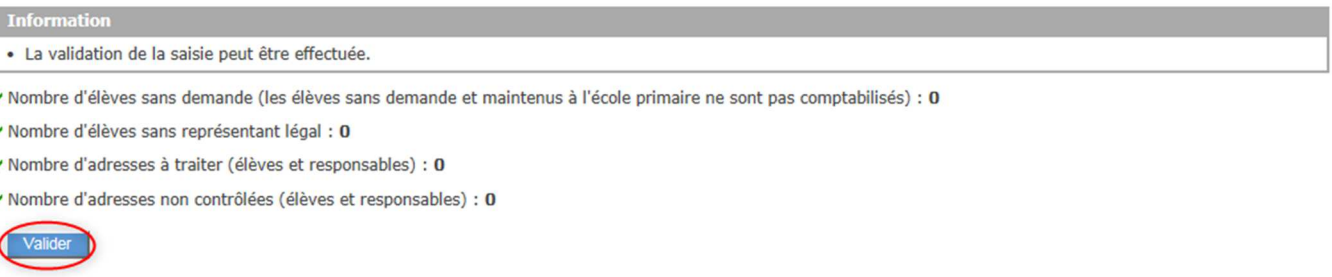 Information
• La validation de la saisie peut être effectuée.
Nombre d'élèves sans demande (les élèves sans demande et maintenus à l'école primaire ne sont pas comptabilisés) : 0
Nombre d'élèves sans représentant légal : 0
Nombre d'adresses à traiter (élèves et responsables) : 0
Nombre d'adresses non contrôlées (élèves et responsables) : 0
Valider